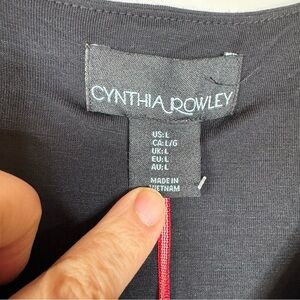 CYNTHIA ROWLEY
US: L
CA: L/G
UK: L
EU: L
AU: L
MADE IN
VIETNAM